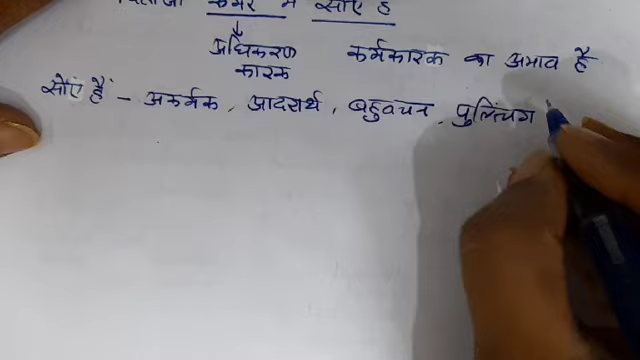 पिताजी कमरे में सोए हैं
अधिकरण कर्मकारक का अभाव है
कारक
सोए हैं - अकर्मक, आदरार्थ, बहुवचन, पुल्लिंग